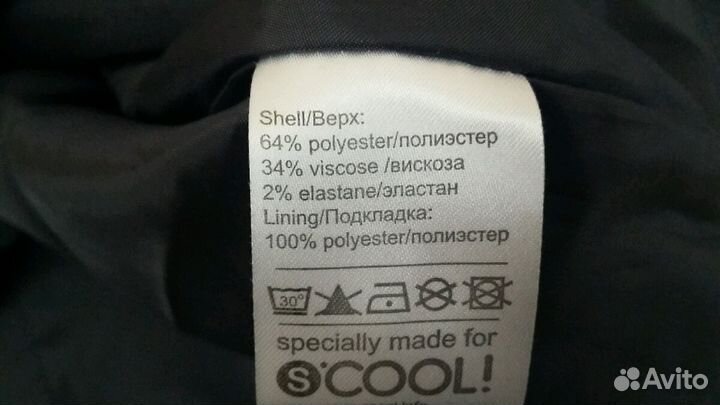 Shell/Верх:
64% polyester/полиэстер
34% viscose /вискоза
2% elastane/эластан
Lining/Подкладка:
100% polyester/полиэстер
30°
specially made for
S'COOL!
Avito